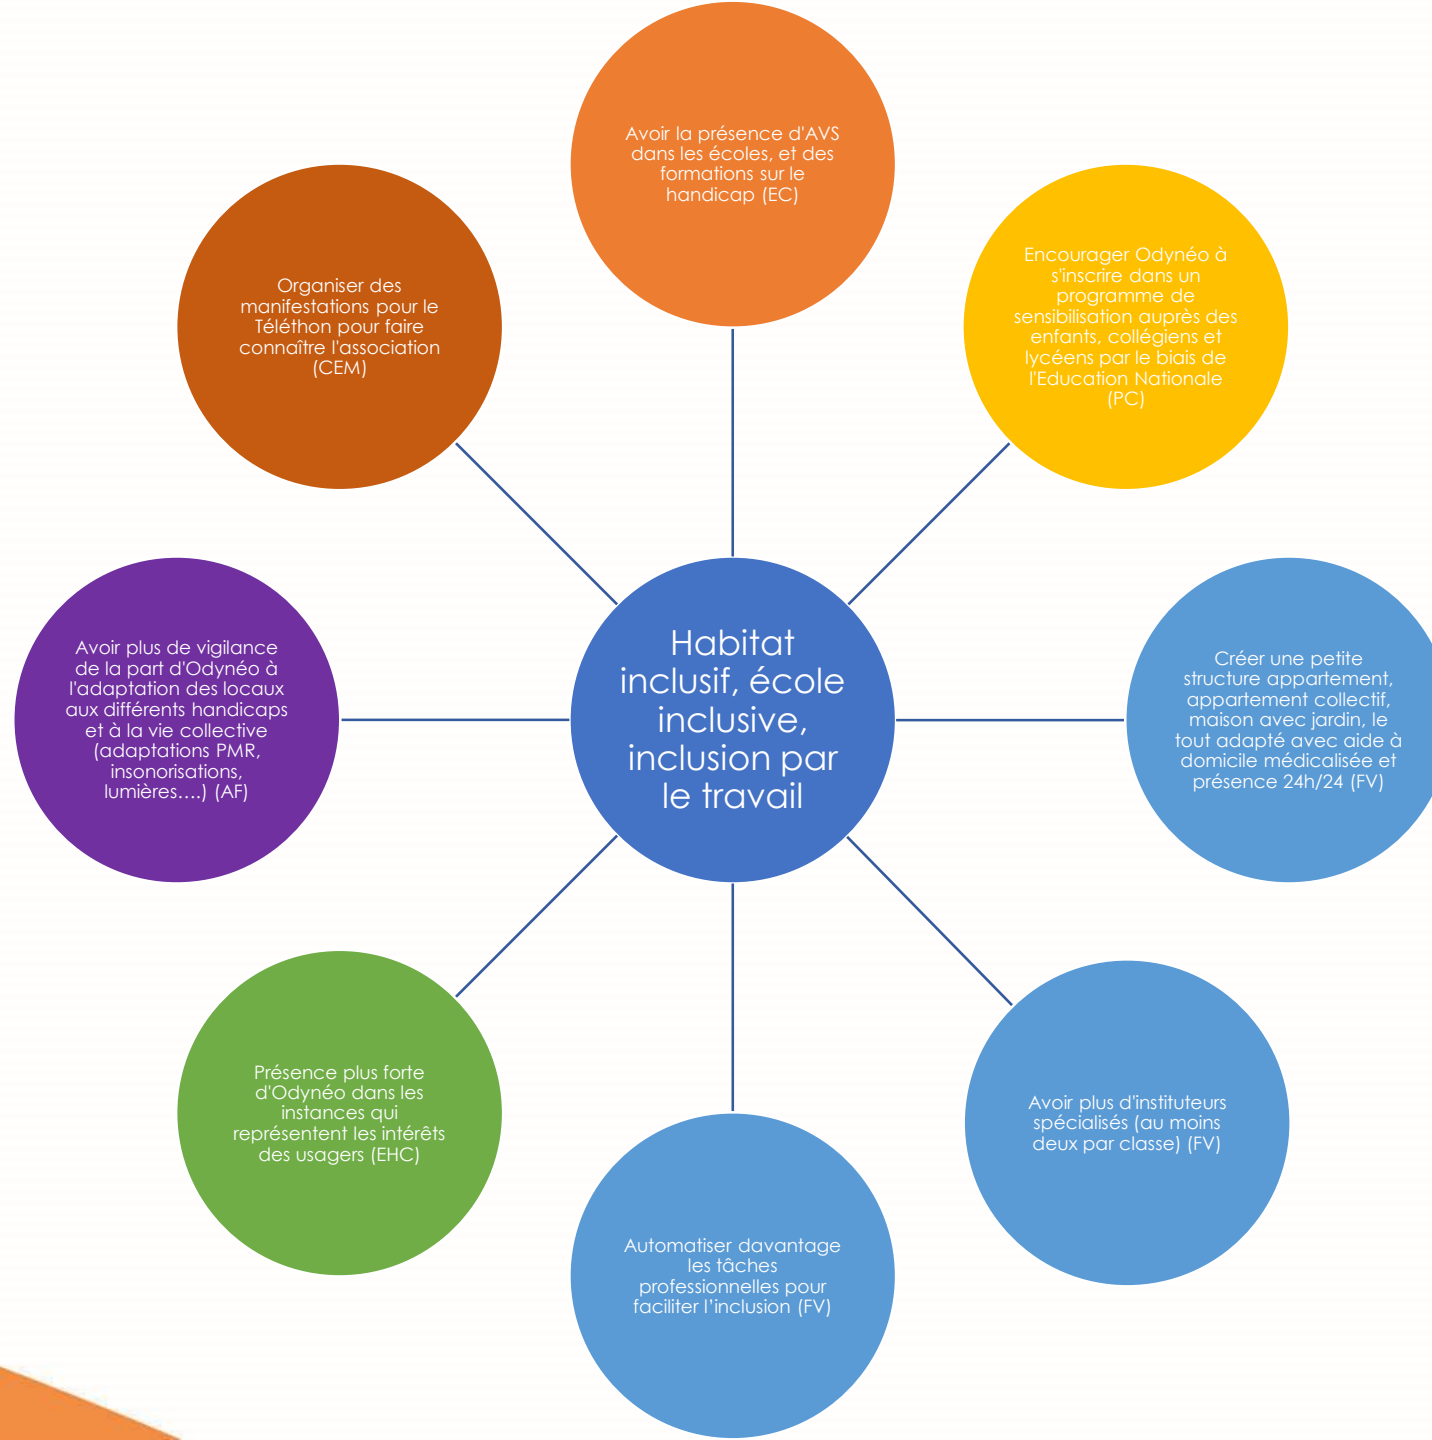 Avoir la présence d'AVS
dans les écoles, et des
formations sur le
handicap (EC)
Encourager Odynéo à
s'inscrire dans un
programme de
sensibilisation auprès des
enfants, collégiens et
lycéens par le biais de
l'Education Nationale
(PC)
Créer une petite
structure appartement,
appartement collectif,
maison avec jardin, le
tout adapté avec aide à
domicile médicalisée et
présence 24h/24 (FV)
Avoir plus d'instituteurs
spécialisés (au moins
deux par classe) (FV)
Automatiser davantage
les tâches
professionnelles pour
faciliter l'inclusion (FV)
Présence plus forte
d'Odynéo dans les
instances qui
représentent les intérêts
des usagers (EHC)
Avoir plus de vigilance
de la part d'Odynéo à
l'adaptation des locaux
aux différents handicaps
et à la vie collective
(adaptations PMR,
insonorisations,
lumières....) (AF)
Organiser des
manifestations pour le
Téléthon pour faire
connaître l'association
(CEM)
Habitat
inclusif, école
inclusive,
inclusion par
le travail